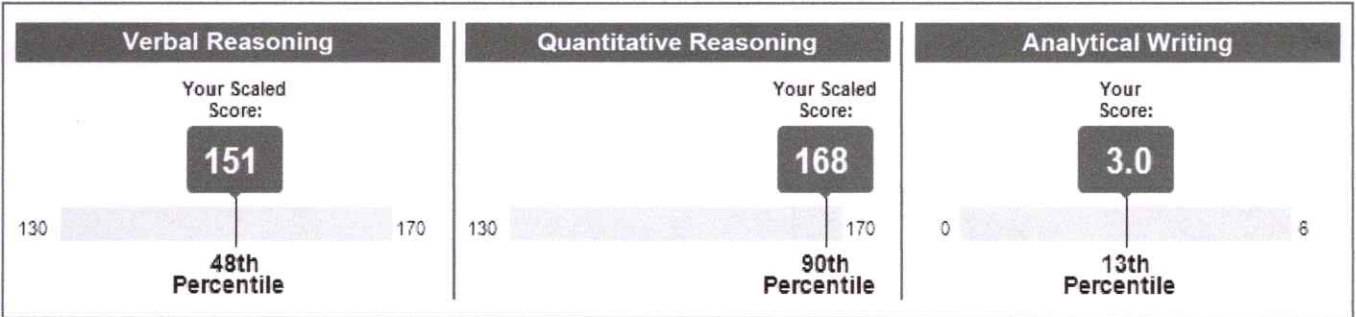 Verbal Reasoning
Your Scaled
Score:
151
130
170
48th
Percentile
Quantitative Reasoning
Your Scaled
Score:
168
130
170
90th
Percentile
Analytical Writing
Your
Score:
3.0
0
6
13th
Percentile